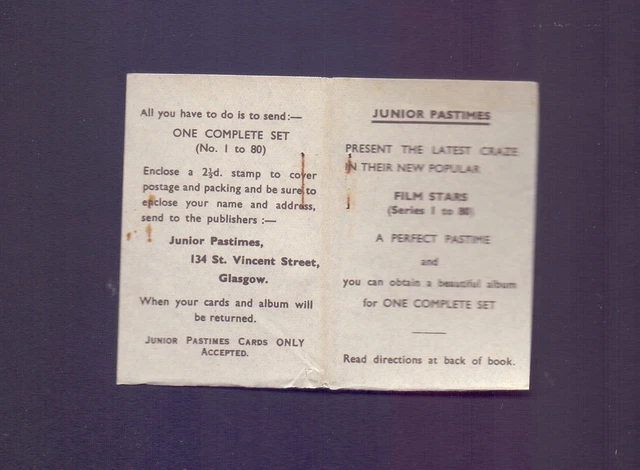 All you have to do is to send:—
ONE COMPLETE SET
(No. 1 to 80)
Enclose a 2½d. stamp to cover
postage and packing and be sure to
enclose your name and address,
send to the publishers :—
Junior Pastimes,
134 St. Vincent Street,
Glasgow.
When your cards and album will
be returned.
JUNIOR PASTIMES CARDS ONLY
ACCEPTED.
JUNIOR PASTIMES
PRESENT THE LATEST CRAZE
IN THEIR NEW POPULAR
FILM STARS
(Series 1 to 80)
A PERFECT PASTIME
and
you can obtain a beautiful album
for ONE COMPLETE SET
Read directions at back of book.